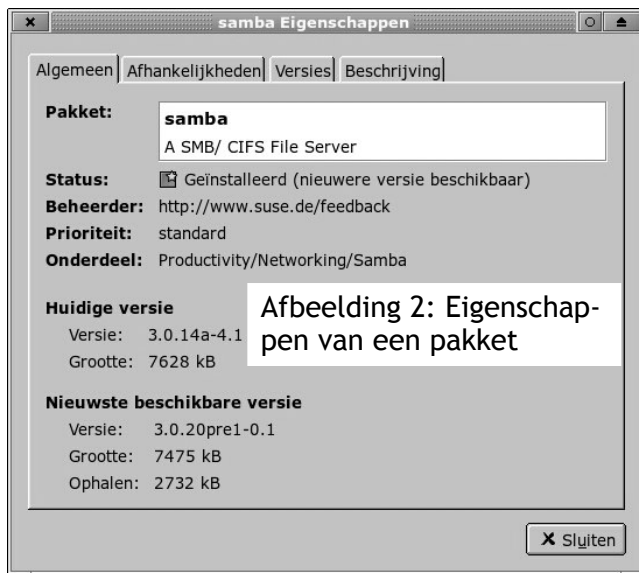 samba Eigenschappen
Algemeen Afhankelijkheden Versies Beschrijving
Pakket: samba
A SMB/ CIFS File Server
Status: Geïnstalleerd (nieuwere versie beschikbaar)
Beheerder: http://www.suse.de/feedback
Prioriteit: standard
Onderdeel: Productivity/Networking/Samba
Huidige versie
Versie: 3.0.14a-4.1
Grootte: 7628 kB
Afbeelding 2: Eigenschap-
pen van een pakket
Nieuwste beschikbare versie
Versie: 3.0.20pre1-0.1
Grootte: 7475 kB
Ophalen: 2732 kB
Sluiten